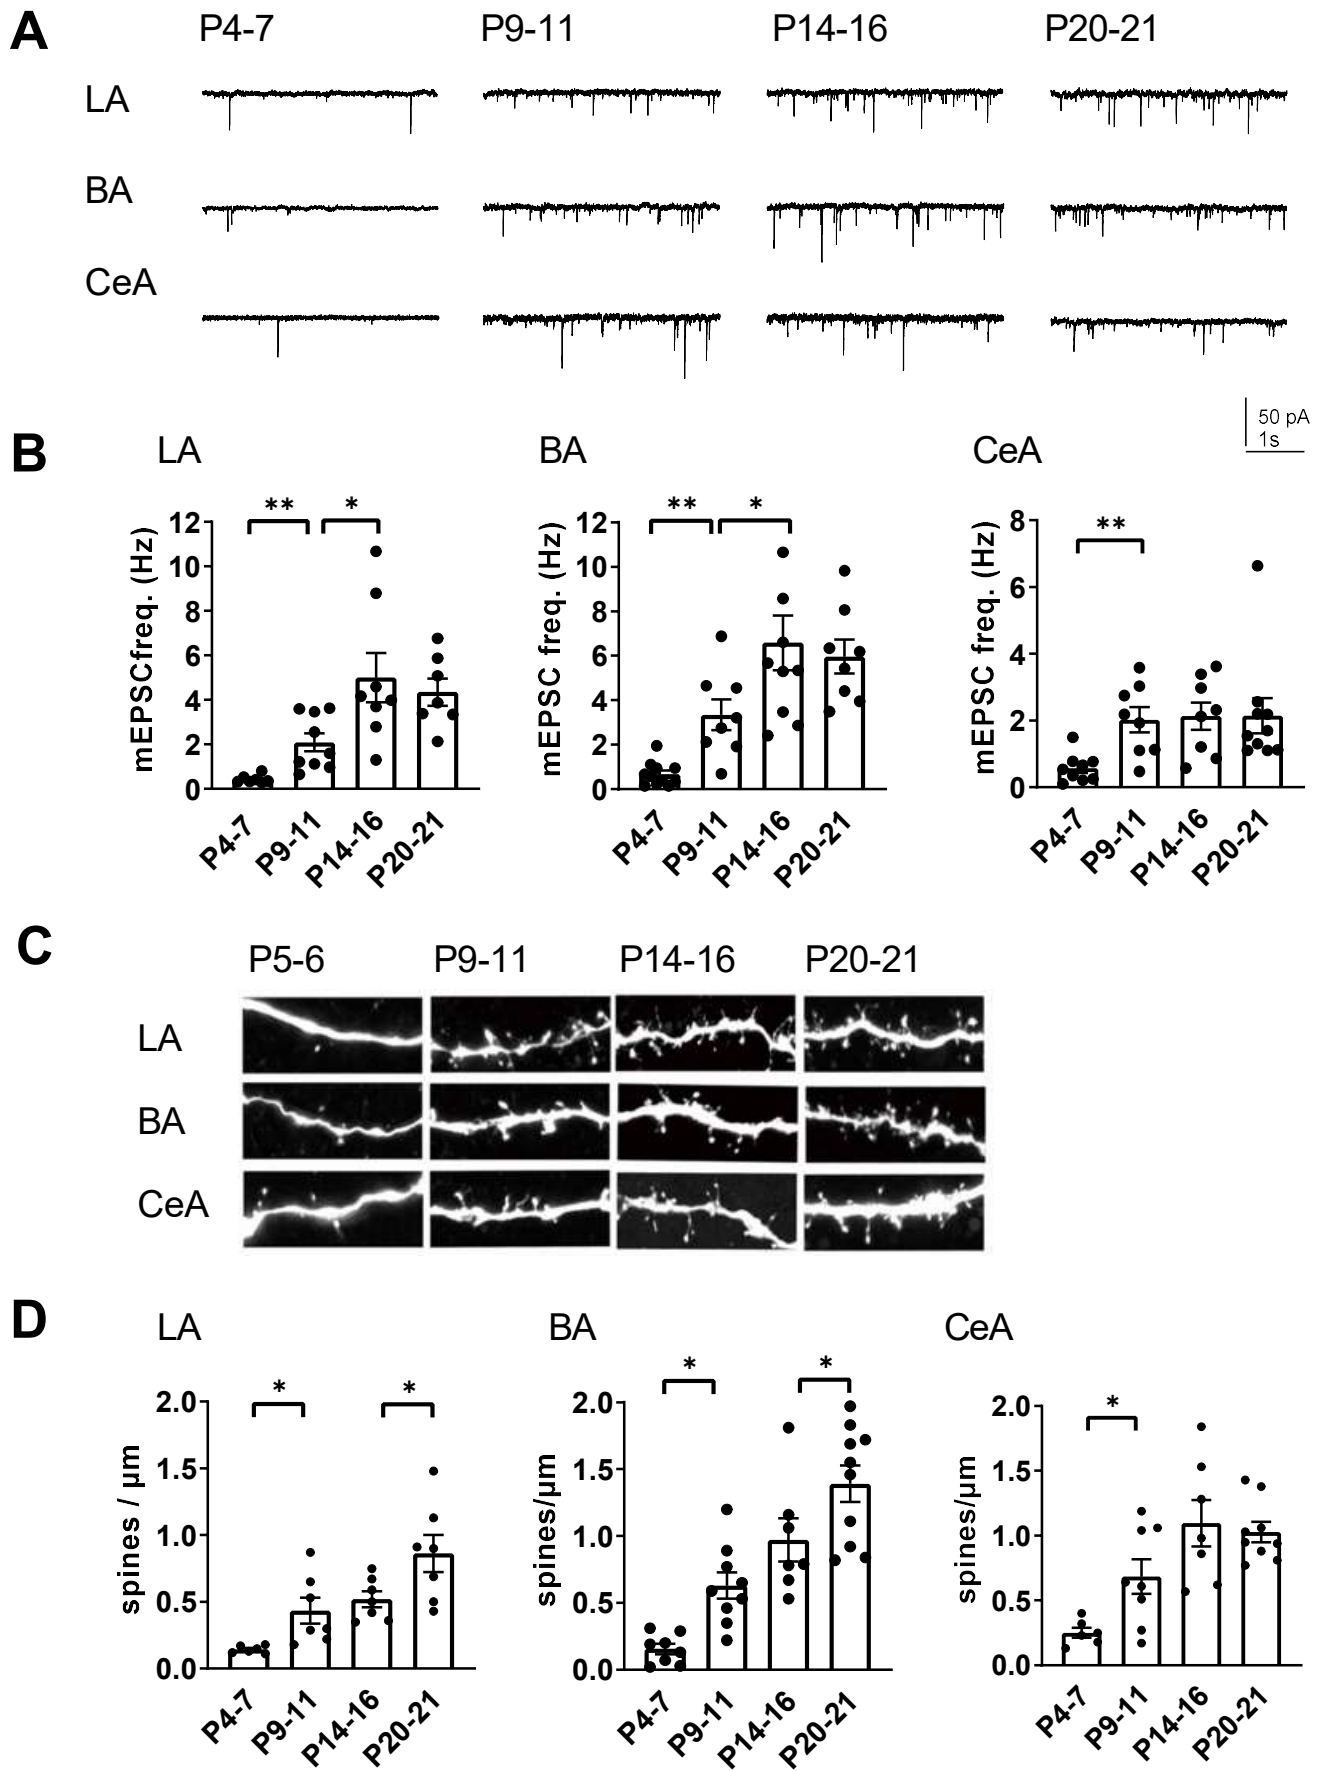 A
P4-7 P9-11 P14-16 P20-21
LA
BA
CeA
50 pA
1s
B
LA BA CeA
** * ** * **
mEPSCfreq. (Hz)
12
10
8
6
4
2
0
P4-7 P9-11 P14-16 P20-21
mEPSC freq. (Hz)
12
10
8
6
4
2
0
P4-7 P9-11 P14-16 P20-21
mEPSC freq. (Hz)
8
6
4
2
0
P4-7 P9-11 P14-16 P20-21
C
P5-6 P9-11 P14-16 P20-21
LA
BA
CeA
D
LA BA CeA
* * * * *
spines / µm
2.0
1.5
1.0
0.5
0.0
P4-7 P9-11 P14-16 P20-21
spines/µm
2.0
1.5
1.0
0.5
0.0
P4-7 P9-11 P14-16 P20-21
spines/µm
2.0
1.5
1.0
0.5
0.0
P4-7 P9-11 P14-16 P20-21